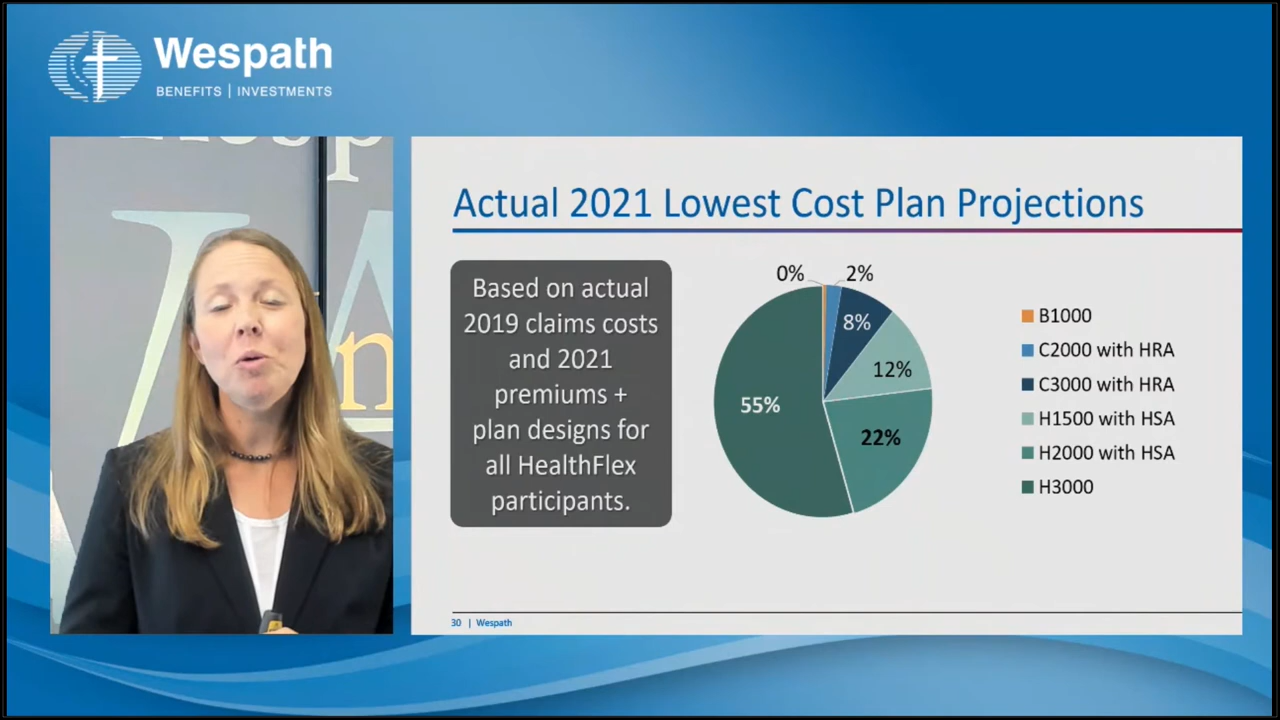 Wespath
BENEFITS | INVESTMENTS
Actual 2021 Lowest Cost Plan Projections
Based on actual
2019 claims costs
and 2021
premiums +
plan designs for
all HealthFlex
participants.
0%
2%
8%
12%
22%
55%
B1000
C2000 with HRA
C3000 with HRA
H1500 with HSA
H2000 with HSA
H3000
30 | Wespath